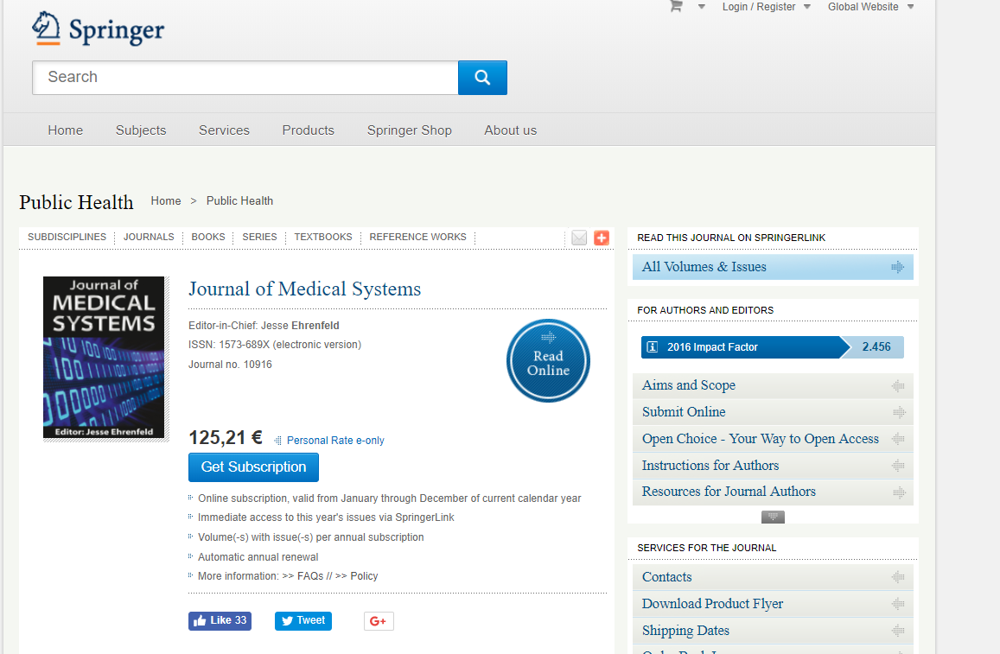 Login / Register
Global Website
Springer
Search
Home
Subjects
Services
Products
Springer Shop
About us
Public Health
Home > Public Health
SUBDISCIPLINES
JOURNALS
BOOKS
SERIES
TEXTBOOKS
REFERENCE WORKS
Journal of
MEDICAL
SYSTEMS
Editor: Jesse Ehrenfeld
Journal of Medical Systems
Editor-in-Chief: Jesse Ehrenfeld
ISSN: 1573-689X (electronic version)
Journal no. 10916
Read
Online
125,21 €
Personal Rate e-only
Get Subscription
Online subscription, valid from January through December of current calendar year
Immediate access to this year's issues via SpringerLink
Volume(-s) with issue(-s) per annual subscription
Automatic annual renewal
More information: >> FAQs // >> Policy
Like 33
Tweet
G+
READ THIS JOURNAL ON SPRINGERLINK
All Volumes & Issues
FOR AUTHORS AND EDITORS
2016 Impact Factor
2.456
Aims and Scope
Submit Online
Open Choice - Your Way to Open Access
Instructions for Authors
Resources for Journal Authors
SERVICES FOR THE JOURNAL
Contacts
Download Product Flyer
Shipping Dates